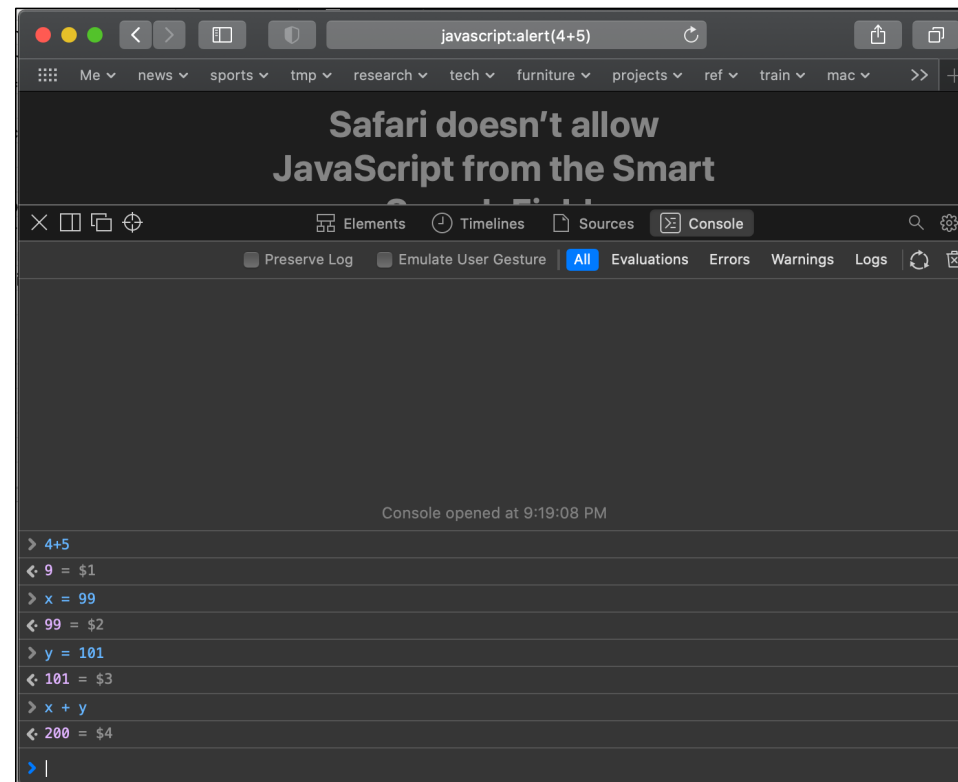 javascript:alert(4+5)
Me news sports tmp research tech furniture projects ref train mac >>
Safari doesn’t allow
JavaScript from the Smart
Elements Timelines Sources Console
Preserve Log Emulate User Gesture All Evaluations Errors Warnings Logs
Console opened at 9:19:08 PM
> 4+5
9 = $1
> x = 99
99 = $2
> y = 101
101 = $3
> x + y
200 = $4
>